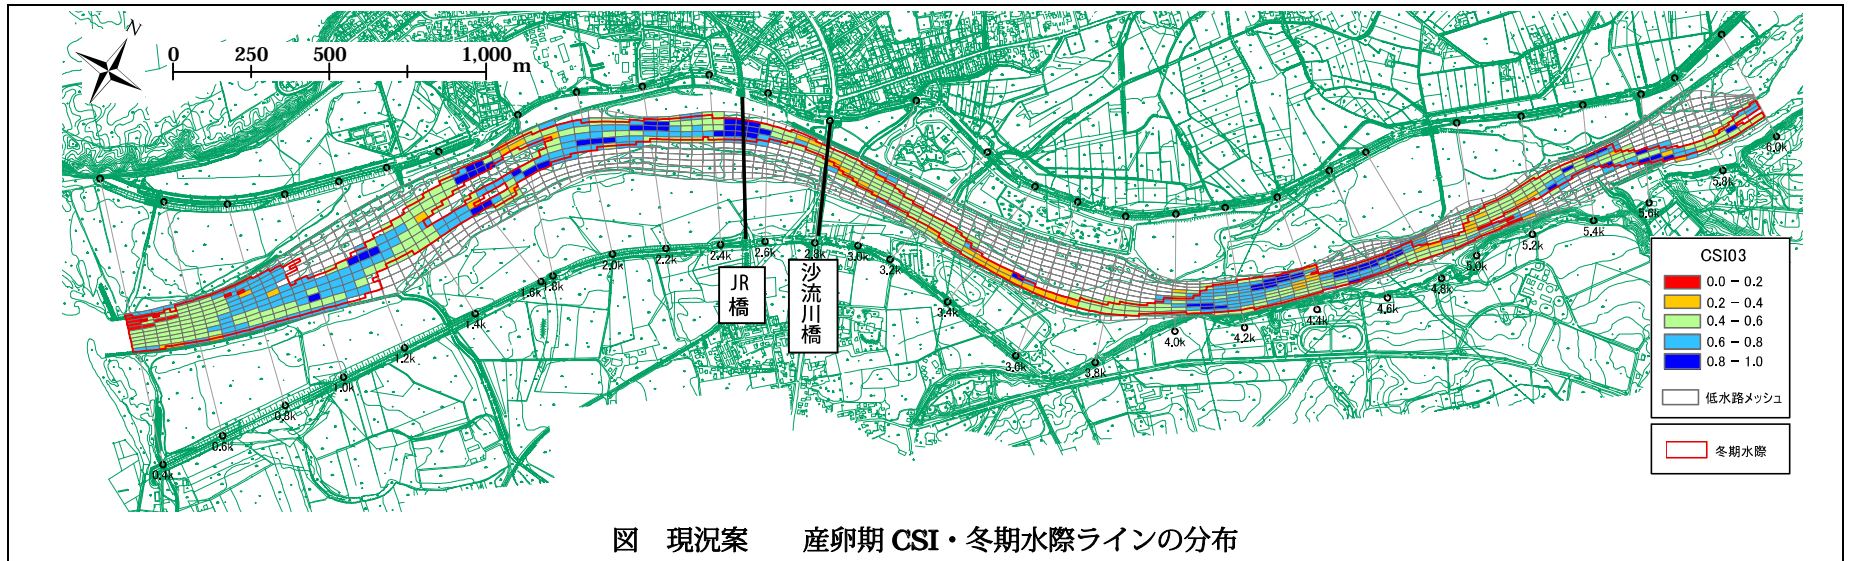 N
0 250 500 1,000 m
JR橋
沙流川橋
0.4k
0.6k
0.8k
1.0k
1.2k
1.4k
1.6k
1.8k
2.0k
2.2k
2.4k
2.6k
2.8k
3.0k
3.2k
3.4k
3.6k
3.8k
4.0k
4.2k
4.4k
4.6k
4.8k
5.0k
5.2k
5.4k
5.6k
5.8k
6.0k
CSI03
0.0 − 0.2
0.2 − 0.4
0.4 − 0.6
0.6 − 0.8
0.8 − 1.0
低水路メッシュ
冬期水際
図　現況案　　産卵期 CSI・冬期水際ラインの分布